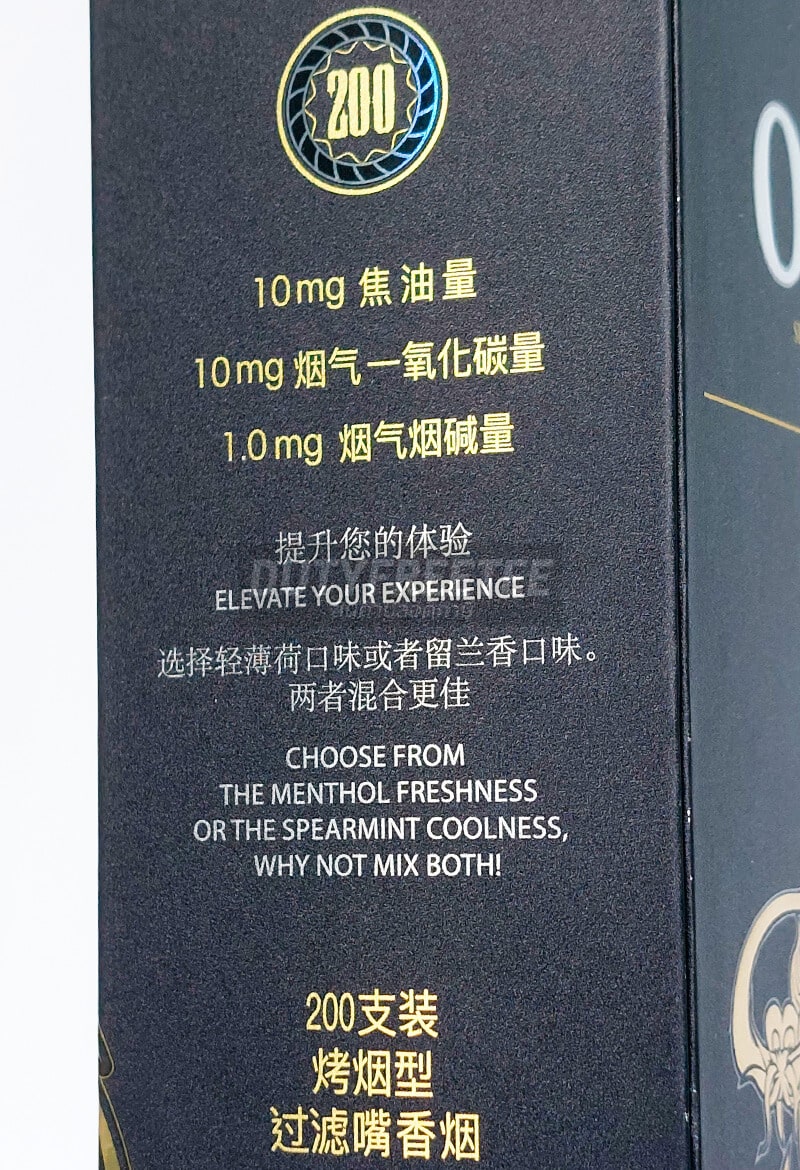 200
10mg 焦油量
10mg 烟气一氧化碳量
1.0mg 烟气烟碱量
提升您的体验
DUTYFREETEE
ELEVATE YOUR EXPERIENCE
选择轻薄荷口味或者留兰香口味。
两者混合更佳
CHOOSE FROM
THE MENTHOL FRESHNESS
OR THE SPEARMINT COOLNESS,
WHY NOT MIX BOTH!
200支装
烤烟型
过滤嘴香烟